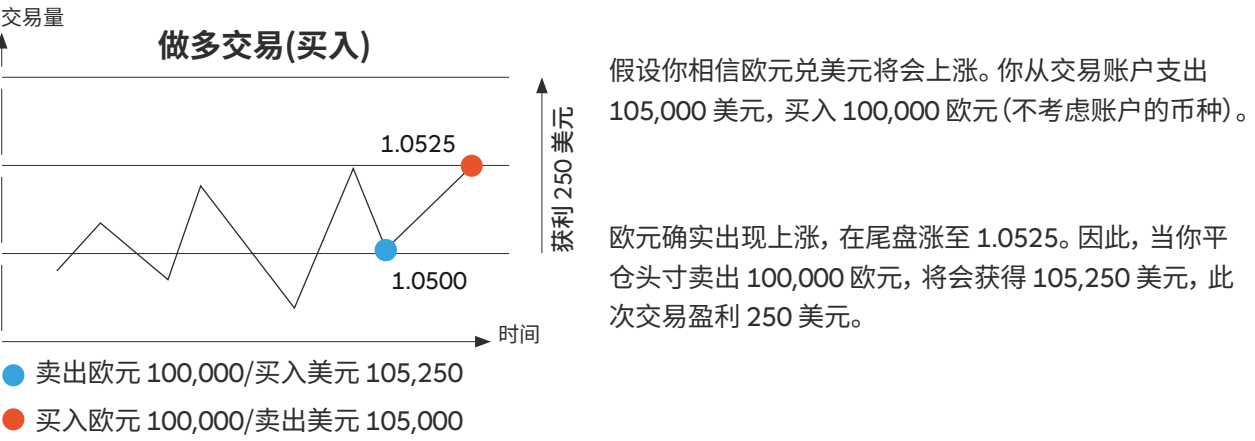 交易量
做多交易(买入)
1.0525
1.0500
获利 250 美元
时间
卖出欧元 100,000/买入美元 105,250
买入欧元 100,000/卖出美元 105,000
假设你相信欧元兑美元将会上涨。你从交易账户支出
105,000 美元，买入 100,000 欧元（不考虑账户的币种）。
欧元确实出现上涨，在尾盘涨至 1.0525。因此，当你平
仓头寸卖出 100,000 欧元，将会获得 105,250 美元，此
次交易盈利 250 美元。